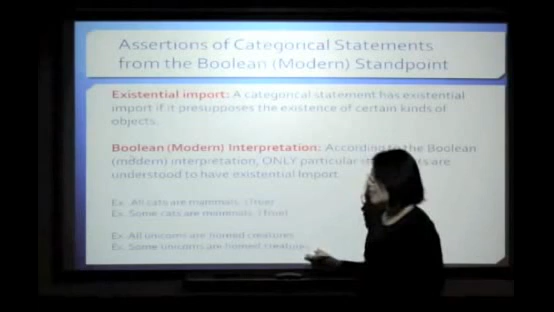 Assertions of Categorical Statements
from the Boolean (Modern) Standpoint
Existential import: A categorical statement has existential
import if it presupposes the existence of certain kinds of
objects.
Boolean (Modern) Interpretation: According to the Boolean
(modern) interpretation, ONLY particular are
understood to have existential Import
Ex. All cats are mammals. (True)
Ex. Some cats are mammals. (True)
Ex. All unicorns are horned creatures.
Ex. Some unicorns are horned creatures